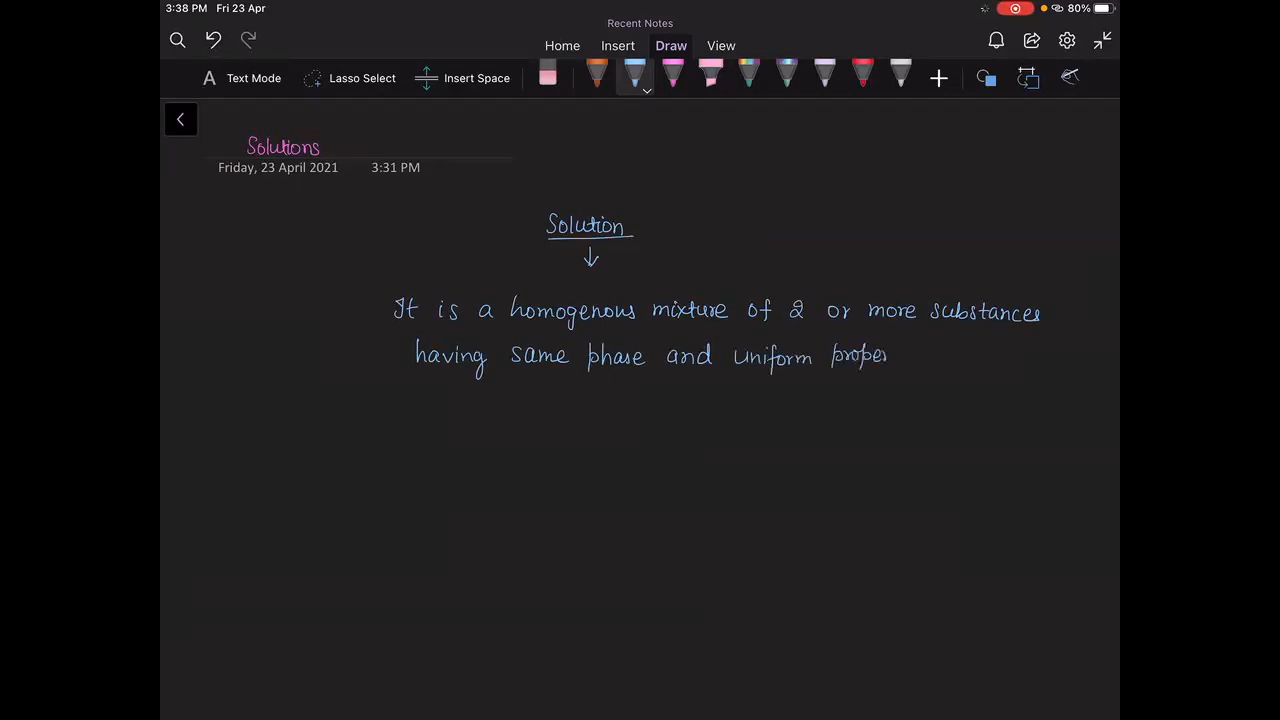 3:38 PM Fri 23 Apr 80%
Recent Notes
Home Insert Draw View
Text Mode Lasso Select Insert Space
Solutions
Friday, 23 April 2021 3:31 PM
Solution
It is a homogenous mixture of 2 or more substances
having same phase and uniform proper